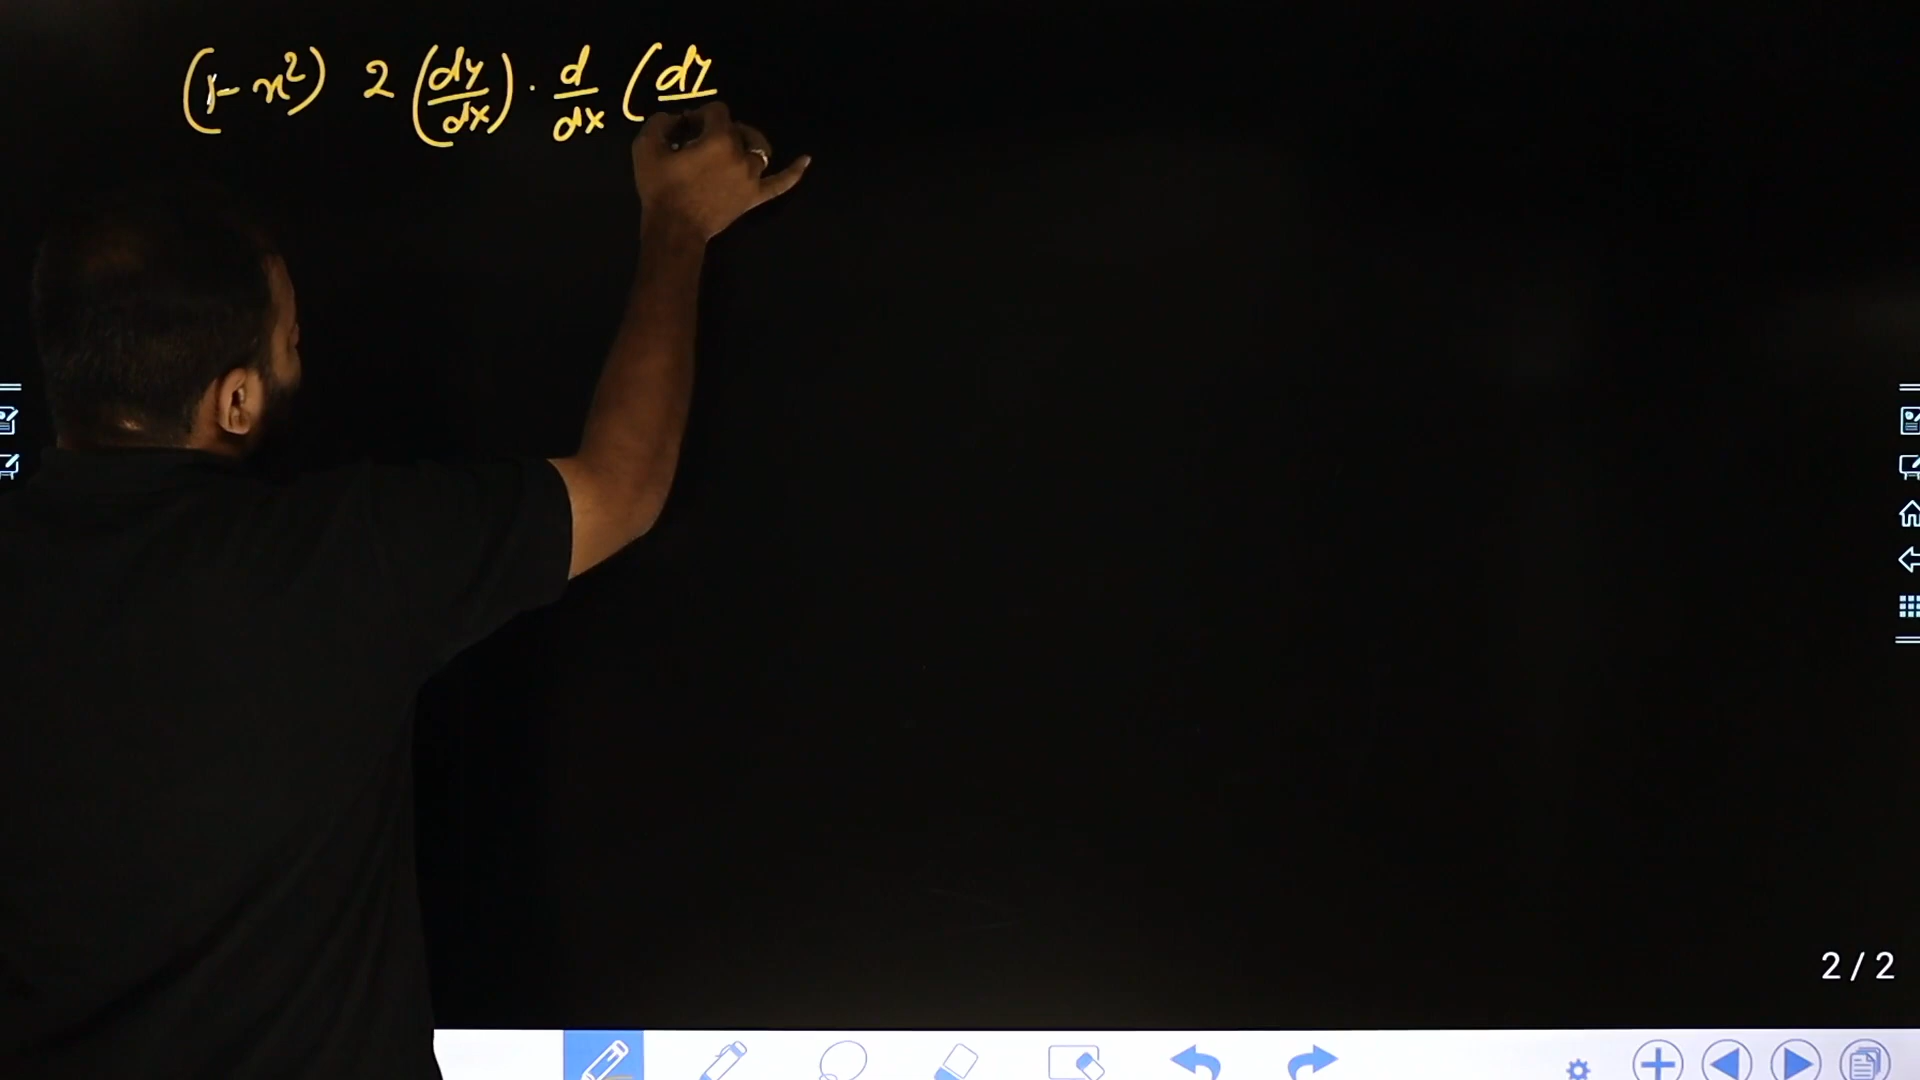 (1-x²) 2 (dy/dx) · d/dx (dy
2 / 2